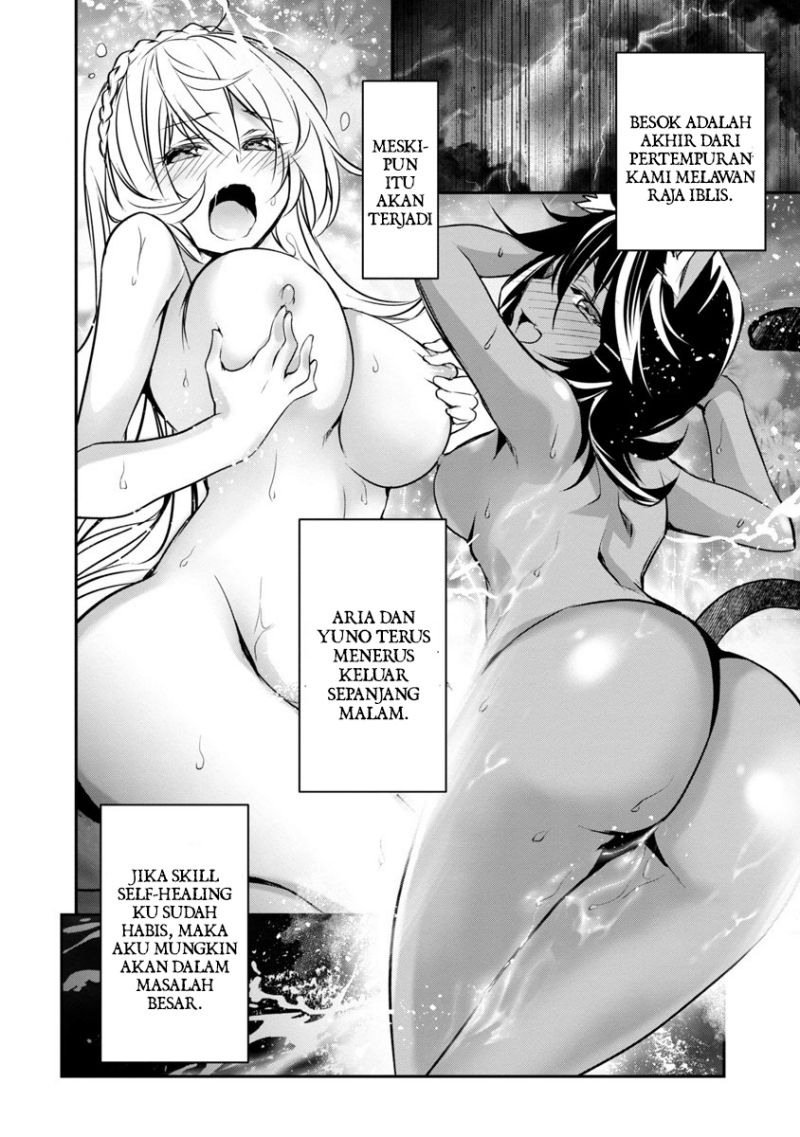 BESOK ADALAH
AKHIR DARI
PERTEMPURAN
KAMI MELAWAN
RAJA IBLIS.
MESKI-
PUN
ITU
AKAN
TERJADI
ARIA DAN
YUNO TERUS
MENERUS
KELUAR
SEPANJANG
MALAM.
JIKA SKILL
SELF-HEALING
KU SUDAH
HABIS, MAKA
AKU MUNGKIN
AKAN DALAM
MASALAH
BESAR.